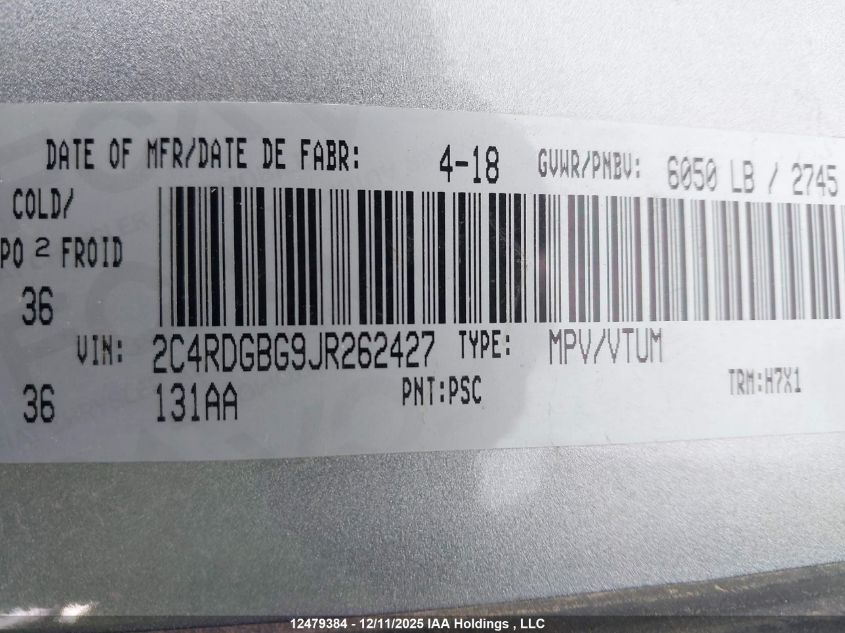 DATE OF MFR/DATE DE FABR: 4-18 GVWR/PNBV: 6050 LB / 2745
COLD/
PO 2 FROID
36
VIN: 2C4RDGBG9JR262427 TYPE: MPV/VTUM
36 131AA PNT:PSC TRM:H7X1
12479384 - 12/11/2025 IAA Holdings , LLC